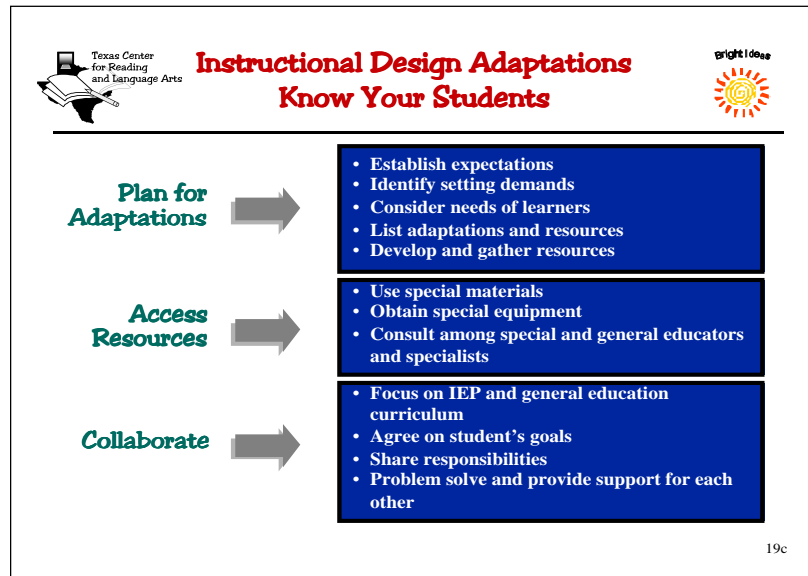 Texas Center
for Reading
and Language Arts
Instructional Design Adaptations
Know Your Students
Bright Ideas
Plan for
Adaptations
• Establish expectations
• Identify setting demands
• Consider needs of learners
• List adaptations and resources
• Develop and gather resources
Access
Resources
• Use special materials
• Obtain special equipment
• Consult among special and general educators
and specialists
Collaborate
• Focus on IEP and general education
curriculum
• Agree on student's goals
• Share responsibilities
• Problem solve and provide support for each
other
19c